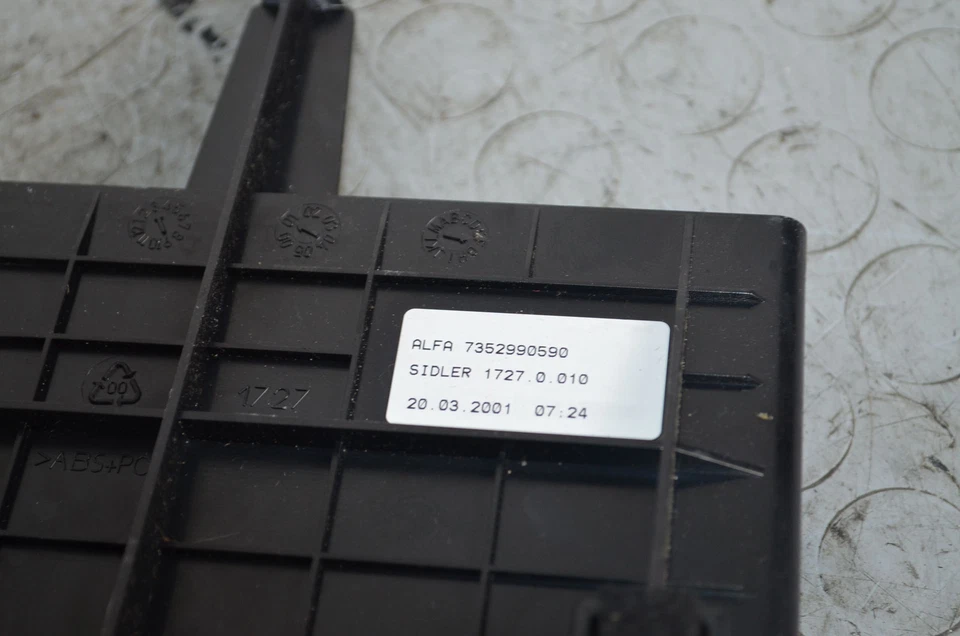 ALFA 7352990590
SIDLER 1727.0.010
20.03.2001 07:24
1727
>ABS+PC